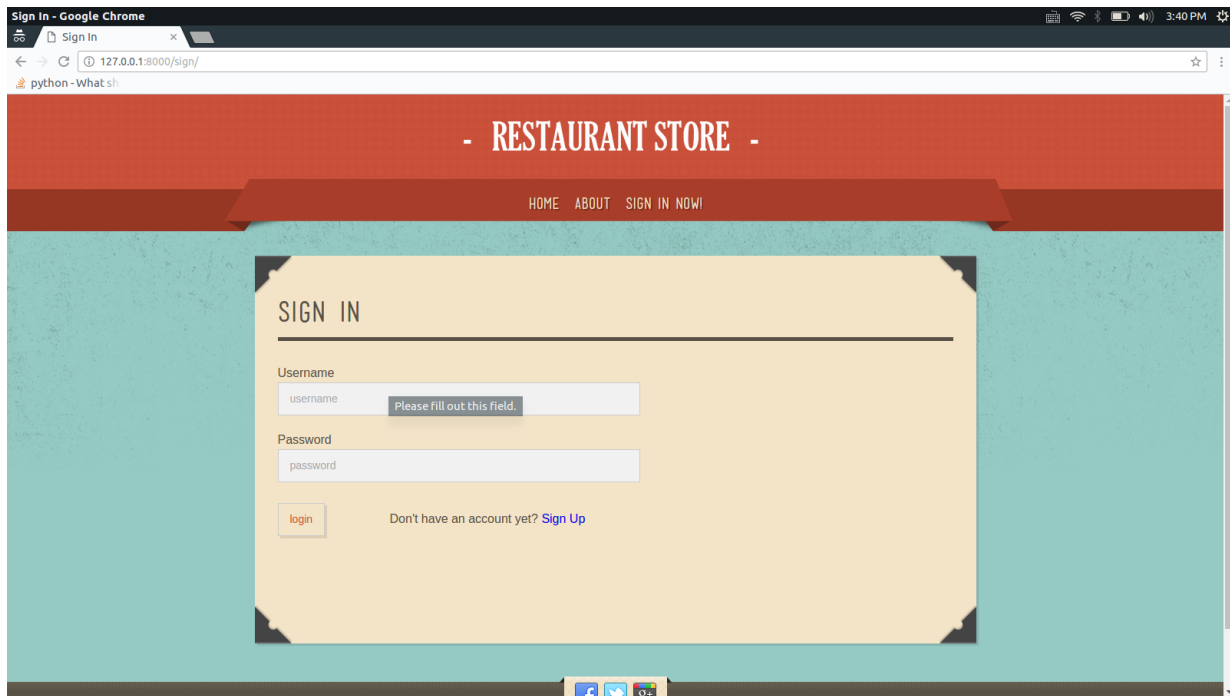 Sign In - Google Chrome
3:40 PM
Sign In
127.0.0.1:8000/sign/
python - What sh
- RESTAURANT STORE -
HOME ABOUT SIGN IN NOW!
SIGN IN
Username
username
Please fill out this field.
Password
password
login
Don't have an account yet? Sign Up